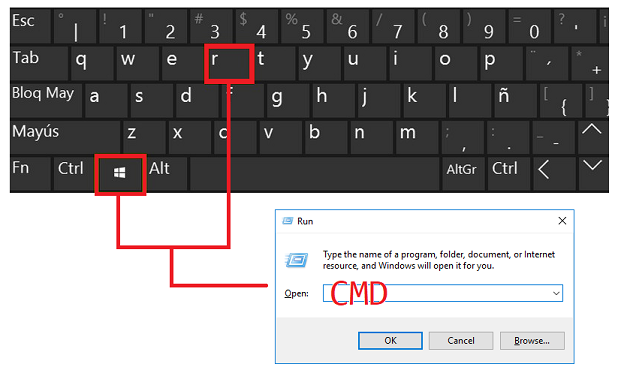 Esc ° | ! 1 " 2 # 3 $ 4 % 5 & 6 / 7 ( 8 ) 9 = 0 ? ' ¡
Tab q w e r t y u i o p ¨ ´ * +
Bloq May a s d f g h j k l ñ [ { ] }
Mayús z x c v b n m ; , : . _ -
Fn Ctrl Alt AltGr Ctrl
Run
Type the name of a program, folder, document, or Internet
resource, and Windows will open it for you.
Open: CMD
OK Cancel Browse...